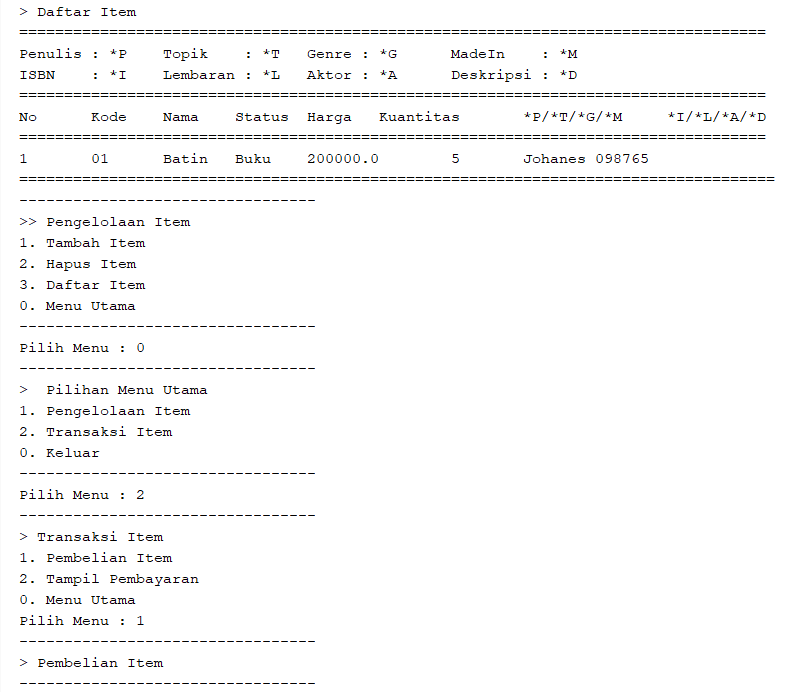 > Daftar Item
===================================================================================
Penulis : *P    Topik    : *T   Genre : *G      MadeIn    : *M
ISBN    : *I    Lembaran : *L   Aktor : *A      Deskripsi : *D
===================================================================================
No      Kode    Nama    Status  Harga   Kuantitas       *P/*T/*G/*M     *I/*L/*A/*D
===================================================================================
1       01      Batin   Buku    200000.0        5       Johanes 098765
====================================================================================
---------------------------------
>> Pengelolaan Item
1. Tambah Item
2. Hapus Item
3. Daftar Item
0. Menu Utama
---------------------------------
Pilih Menu : 0
---------------------------------
>  Pilihan Menu Utama
1. Pengelolaan Item
2. Transaksi Item
0. Keluar
---------------------------------
Pilih Menu : 2
---------------------------------
> Transaksi Item
1. Pembelian Item
2. Tampil Pembayaran
0. Menu Utama
Pilih Menu : 1
---------------------------------
> Pembelian Item
---------------------------------